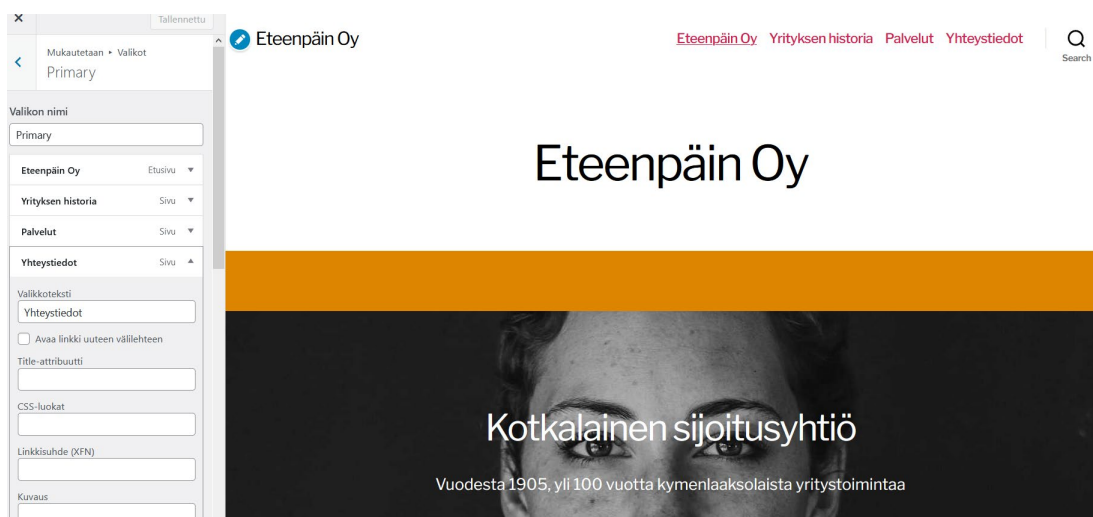 Tallennettu
Mukautetaan ▸ Valikot
Primary
Valikon nimi
Primary
Eteenpäin Oy Etusivu
Yrityksen historia Sivu
Palvelut Sivu
Yhteystiedot Sivu
Valikkoteksti
Yhteystiedot
Avaa linkki uuteen välilehteen
Title-attribuutti
CSS-luokat
Linkkisuhde (XFN)
Kuvaus
Eteenpäin Oy
Eteenpäin Oy Yrityksen historia Palvelut Yhteystiedot
Search
Eteenpäin Oy
Kotkalainen sijoitusyhtiö
Vuodesta 1905, yli 100 vuotta kymenlaaksolaista yritystoimintaa